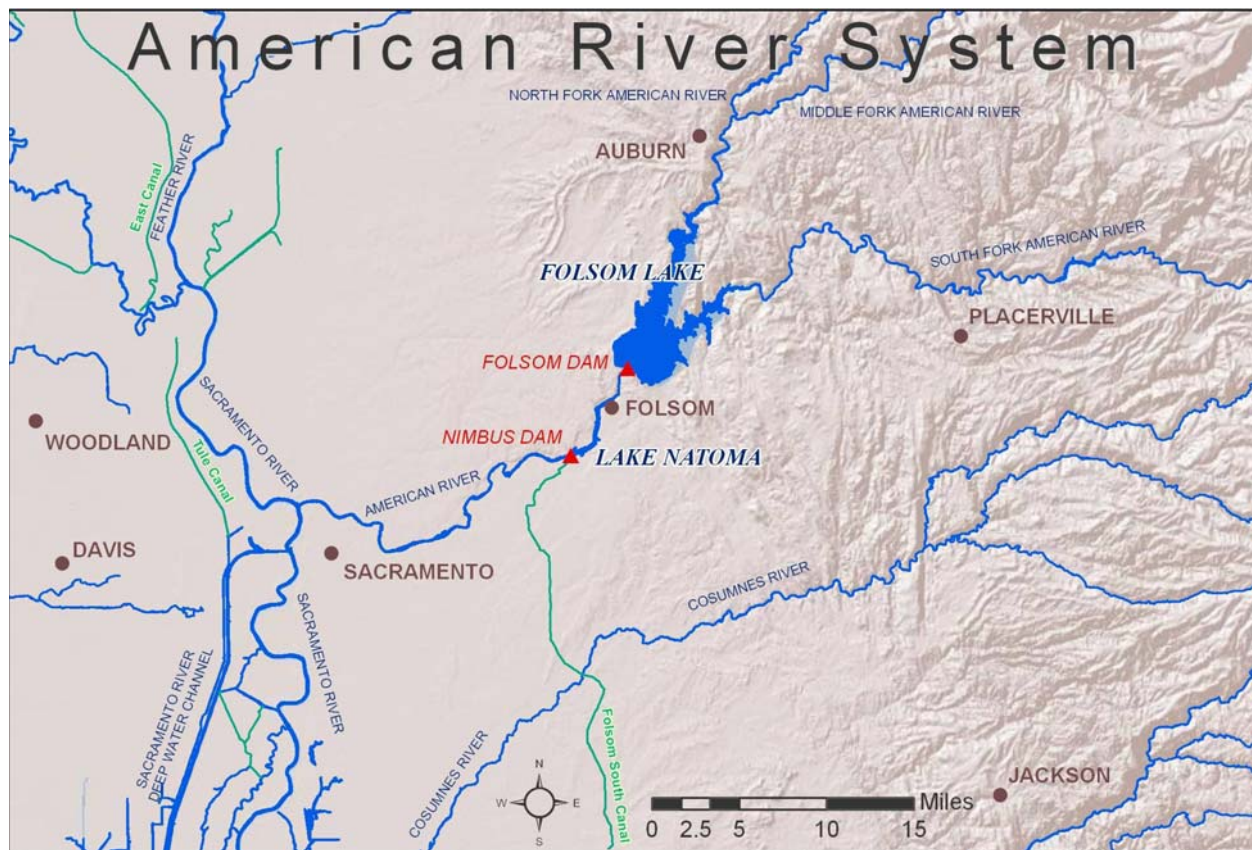 American River System
NORTH FORK AMERICAN RIVER
MIDDLE FORK AMERICAN RIVER
AUBURN
East Canal
FEATHER RIVER
SOUTH FORK AMERICAN RIVER
FOLSOM LAKE
PLACERVILLE
FOLSOM DAM
SACRAMENTO RIVER
FOLSOM
WOODLAND
NIMBUS DAM
LAKE NATOMA
Tule Canal
AMERICAN RIVER
DAVIS
SACRAMENTO
COSUMNES RIVER
SACRAMENTO RIVER
SACRAMENTO RIVER
DEEP WATER CHANNEL
Folsom South Canal
COSUMNES RIVER
N
W E
S
JACKSON
Miles
0 2.5 5 10 15